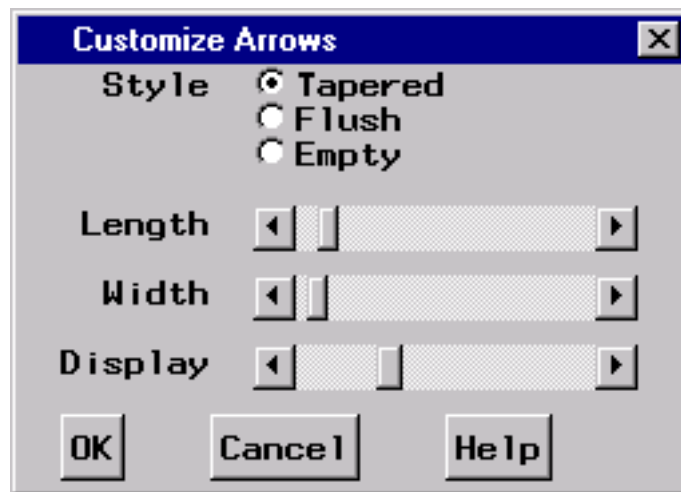 Customize Arrows
Style Tapered
Flush
Empty
Length
Width
Display
OK Cancel Help